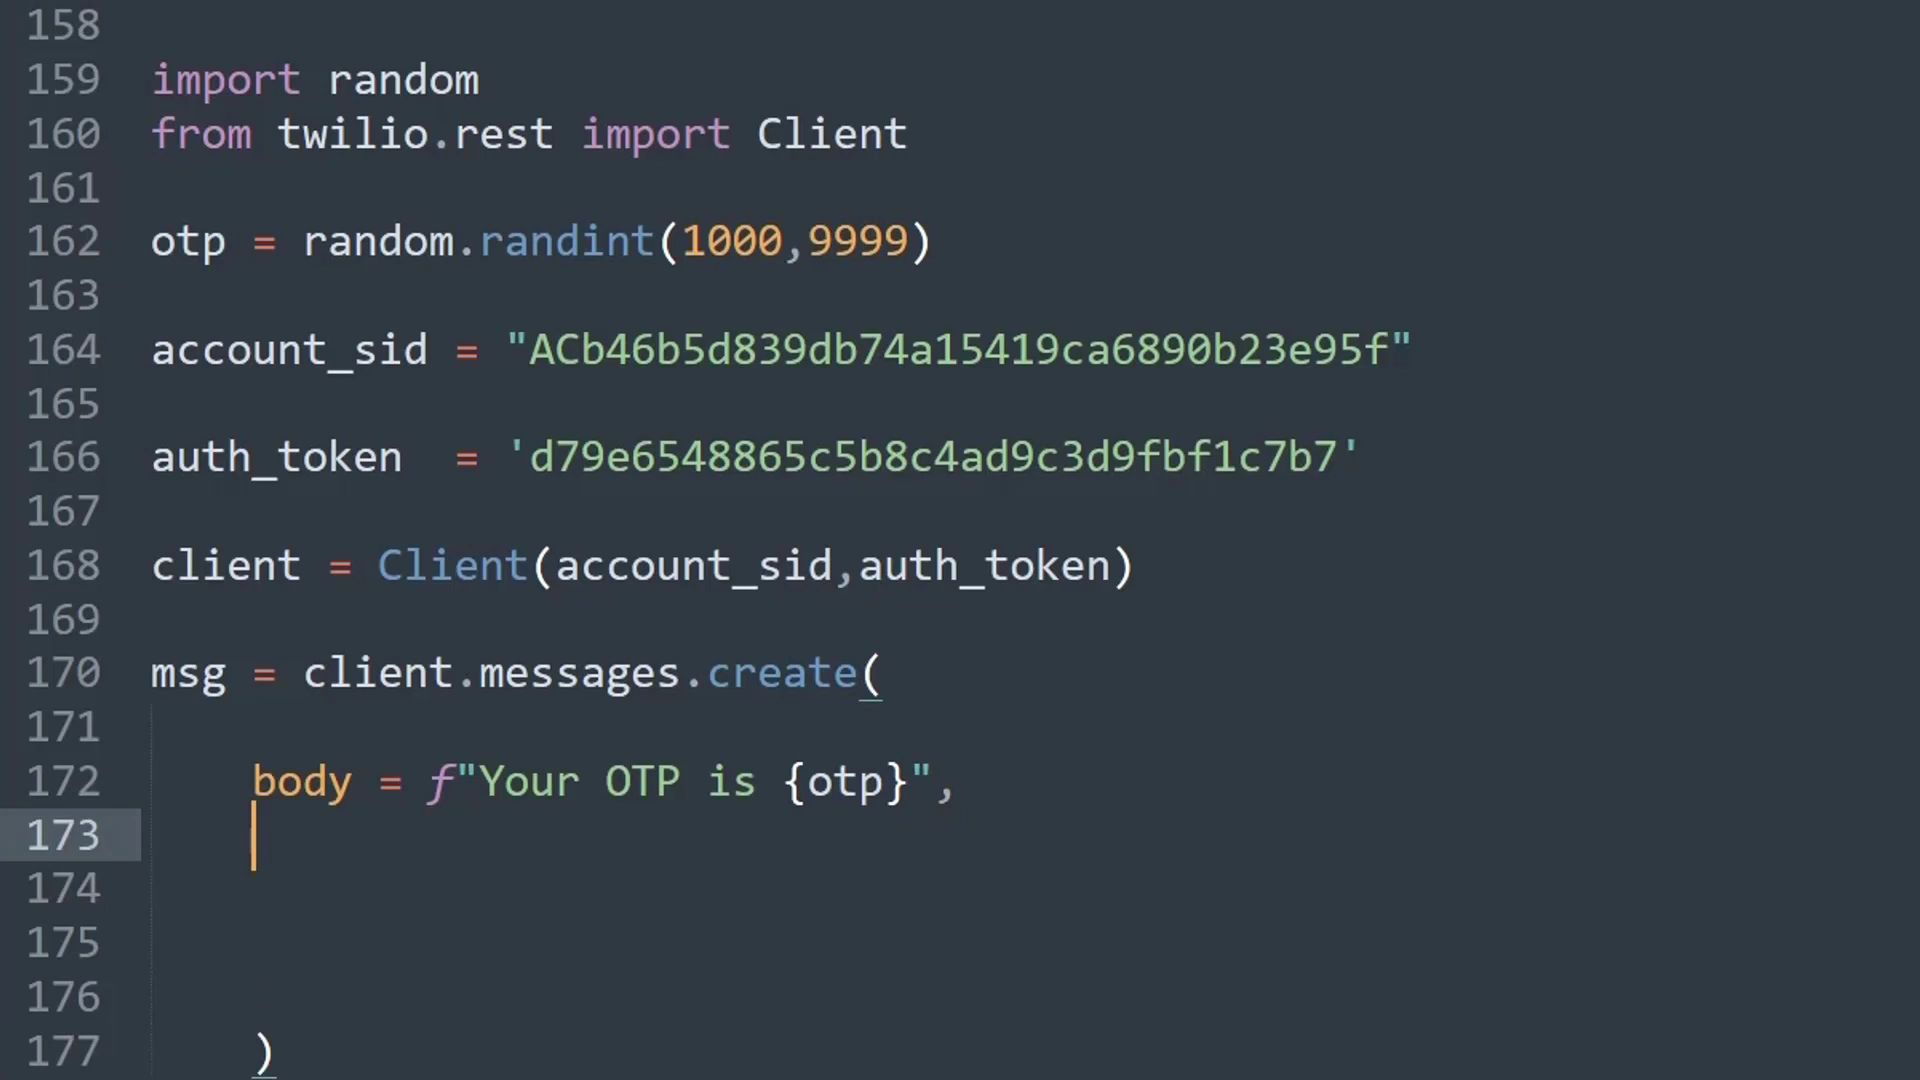 158
159 import random
160 from twilio.rest import Client
161
162 otp = random.randint(1000,9999)
163
164 account_sid = "ACb46b5d839db74a15419ca6890b23e95f"
165
166 auth_token  = 'd79e6548865c5b8c4ad9c3d9fbf1c7b7'
167
168 client = Client(account_sid,auth_token)
169
170 msg = client.messages.create(
171
172     body = f"Your OTP is {otp}",
173
174
175
176
177     )